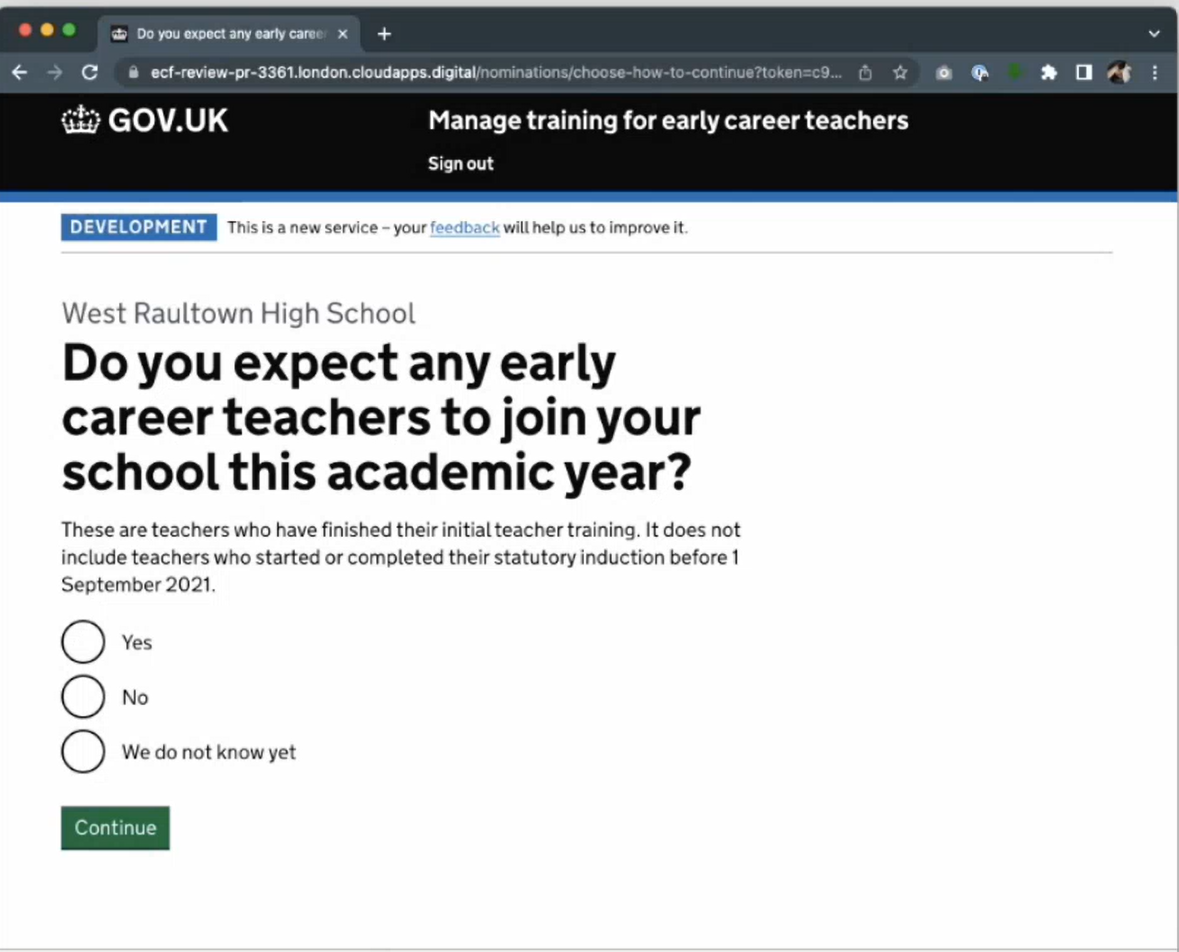 Do you expect any early career
ecf-review-pr-3361.london.cloudapps.digital/nominations/choose-how-to-continue?token=c9...
GOV.UK
Manage training for early career teachers
Sign out
DEVELOPMENT This is a new service – your feedback will help us to improve it.
West Raultown High School
Do you expect any early
career teachers to join your
school this academic year?
These are teachers who have finished their initial teacher training. It does not
include teachers who started or completed their statutory induction before 1
September 2021.
Yes
No
We do not know yet
Continue